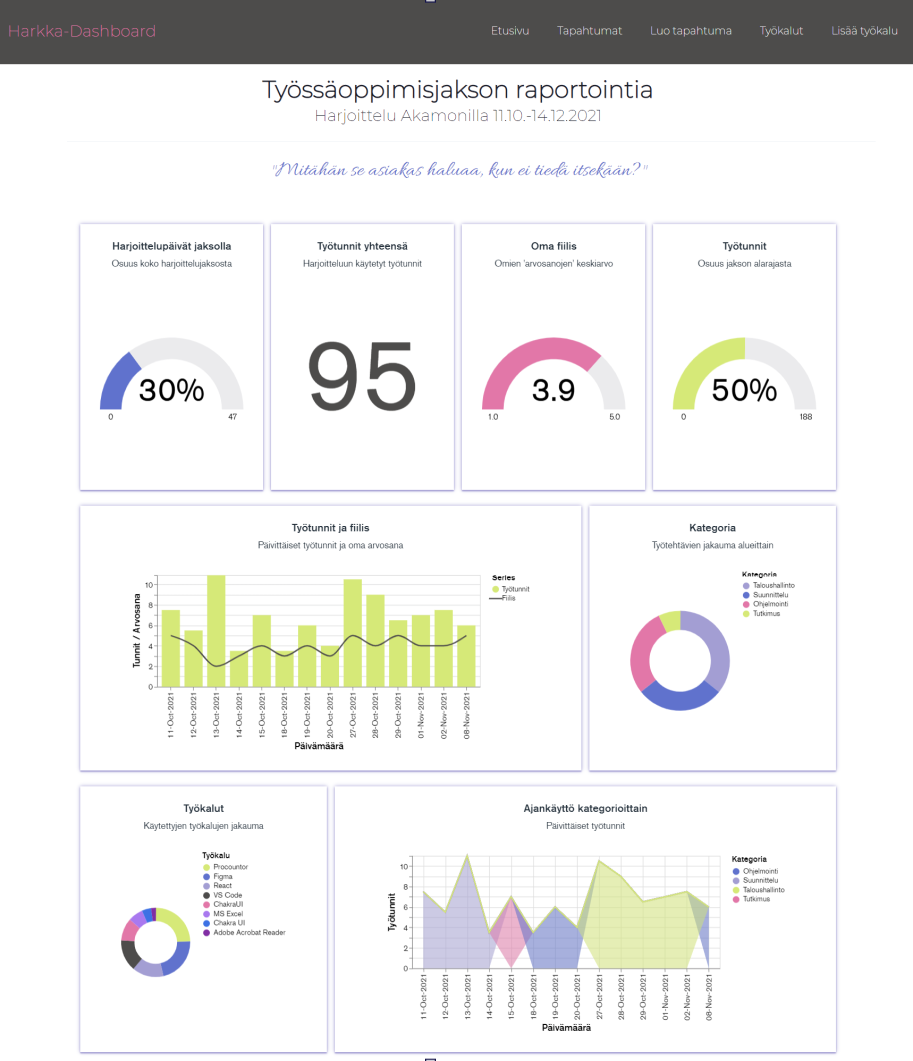 Harkka-Dashboard
Etusivu Tapahtumat Luo tapahtuma Työkalut Lisää työkalu
Työssäoppimisjakson raportointia
Harjoittelu Akamonilla 11.10.-14.12.2021
"Mitähän se asiakas haluaa, kun ei tiedä itsekään?"
Harjoittelupäivät jaksolla
Osuus koko harjoittelujaksosta
30%
0 47
Työtunnit yhteensä
Harjoitteluun käytetyt työtunnit
95
Oma fiilis
Omien 'arvosanojen' keskiarvo
3.9
1.0 5.0
Työtunnit
Osuus jakson alarajasta
50%
0 188
Työtunnit ja fiilis
Päivittäiset työtunnit ja oma arvosana
Tunnit / Arvosana
10
8
6
4
2
0
11-Oct-2021 12-Oct-2021 13-Oct-2021 14-Oct-2021 15-Oct-2021 18-Oct-2021 19-Oct-2021 20-Oct-2021 27-Oct-2021 28-Oct-2021 29-Oct-2021 01-Nov-2021 02-Nov-2021 08-Nov-2021
Päivämäärä
Series
Työtunnit
Fiilis
Kategoria
Työtehtävien jakauma alueittain
Kategoria
Taloushallinto
Suunnittelu
Ohjelmointi
Tutkimus
Työkalut
Käytettyjen työkalujen jakauma
Työkalu
Procountor
Figma
React
VS Code
ChakraUI
MS Excel
Chakra UI
Adobe Acrobat Reader
Ajankäyttö kategorioittain
Päivittäiset työtunnit
Työtunnit
10
8
6
4
2
0
11-Oct-2021 12-Oct-2021 13-Oct-2021 14-Oct-2021 15-Oct-2021 18-Oct-2021 19-Oct-2021 20-Oct-2021 27-Oct-2021 28-Oct-2021 29-Oct-2021 01-Nov-2021 02-Nov-2021 08-Nov-2021
Päivämäärä
Kategoria
Ohjelmointi
Suunnittelu
Taloushallinto
Tutkimus